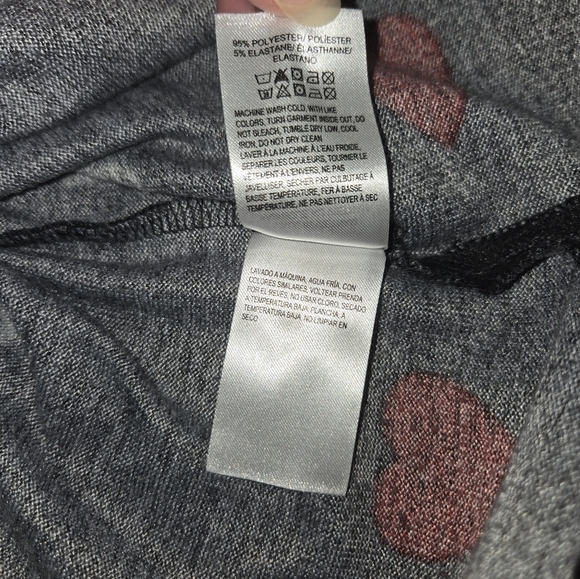 95% POLYESTER/ POLIÉSTER
5% ELASTANE/ ÉLASTHANNE/
ELASTANO
MACHINE WASH COLD, WITH LIKE
COLORS, TURN GARMENT INSIDE OUT, DO
NOT BLEACH, TUMBLE DRY LOW, COOL
IRON, DO NOT DRY CLEAN
LAVER À LA MACHINE À L'EAU FROIDE,
SEPARER LES COULEURS, TOURNER LE
VÊTEMENT À L'ENVERS, NE PAS
JAVELLISER, SÉCHER PAR CULBUTAGE À
BASSE TEMPÉRATURE, FER À BASSE
TEMPÉRATURE, NE PAS NETTOYER À SEC
LAVADO A MÁQUINA, AGUA FRÍA, CON
COLORES SIMILARES, VOLTEAR PRENDA
POR EL REVÉS, NO USAR CLORO, SECADO
A TEMPERATURA BAJA, PLANCHA, A
TEMPERATURA BAJA, NO LIMPIAR EN
SECO